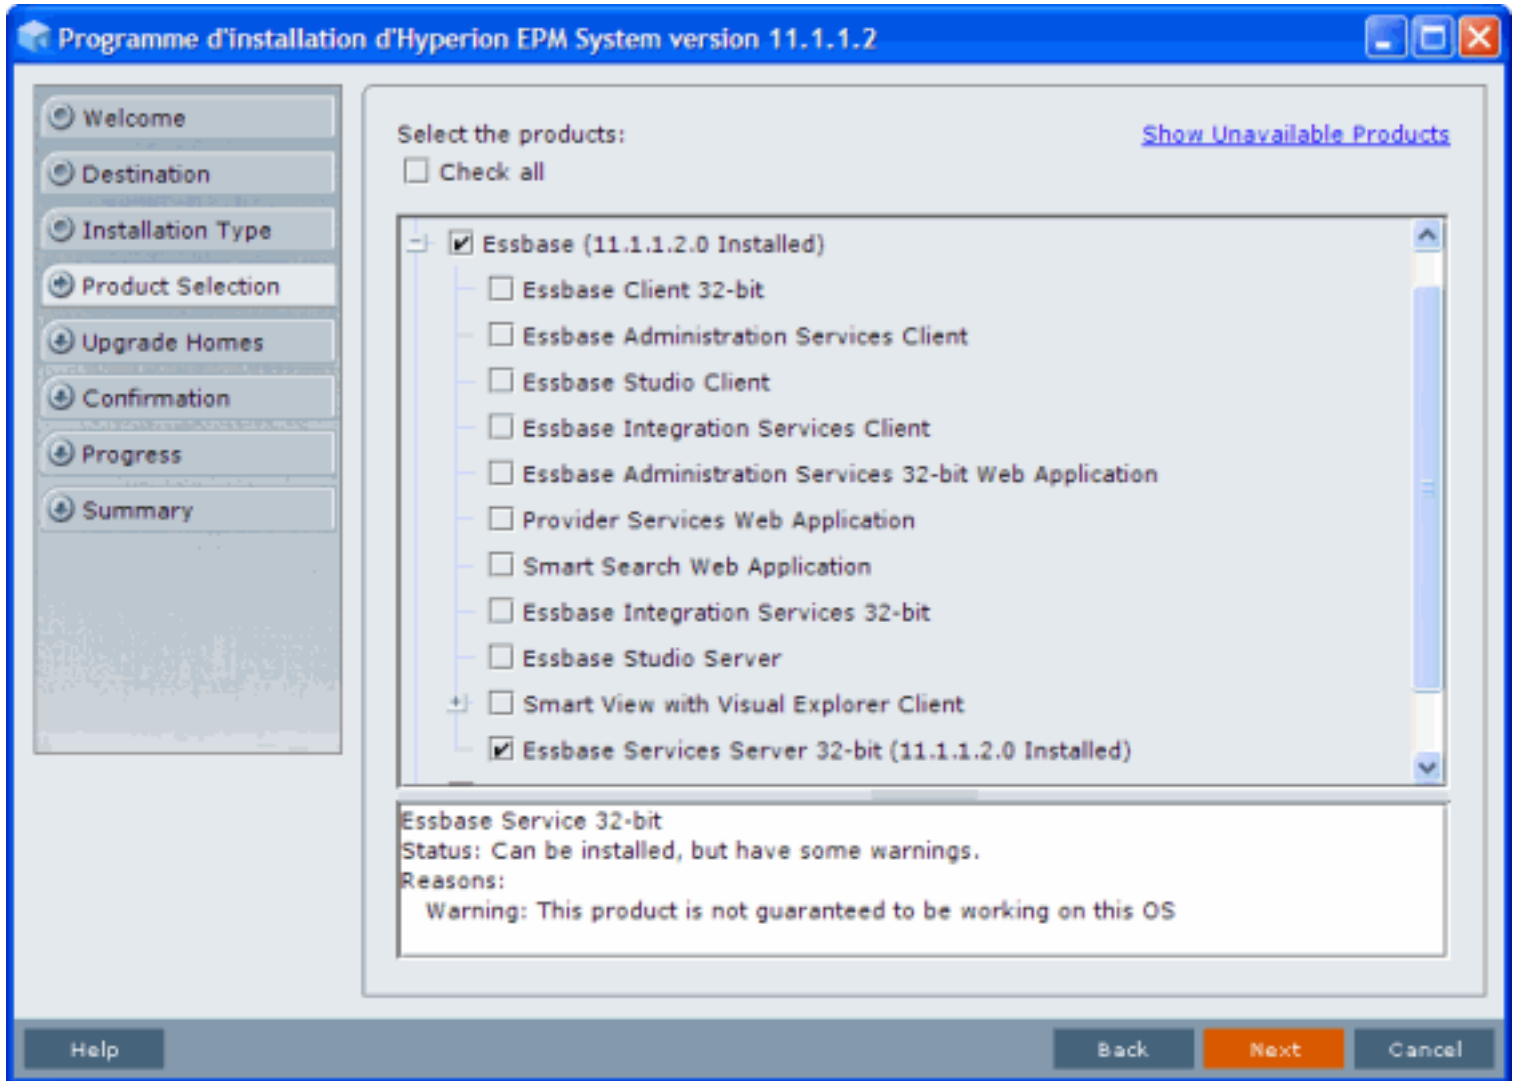 Programme d'installation d'Hyperion EPM System version 11.1.1.2
Welcome
Destination
Installation Type
Product Selection
Upgrade Homes
Confirmation
Progress
Summary
Select the products:
Show Unavailable Products
Check all
Essbase (11.1.1.2.0 Installed)
Essbase Client 32-bit
Essbase Administration Services Client
Essbase Studio Client
Essbase Integration Services Client
Essbase Administration Services 32-bit Web Application
Provider Services Web Application
Smart Search Web Application
Essbase Integration Services 32-bit
Essbase Studio Server
Smart View with Visual Explorer Client
Essbase Services Server 32-bit (11.1.1.2.0 Installed)
Essbase Service 32-bit
Status: Can be installed, but have some warnings.
Reasons:
Warning: This product is not guaranteed to be working on this OS
Help
Back
Next
Cancel